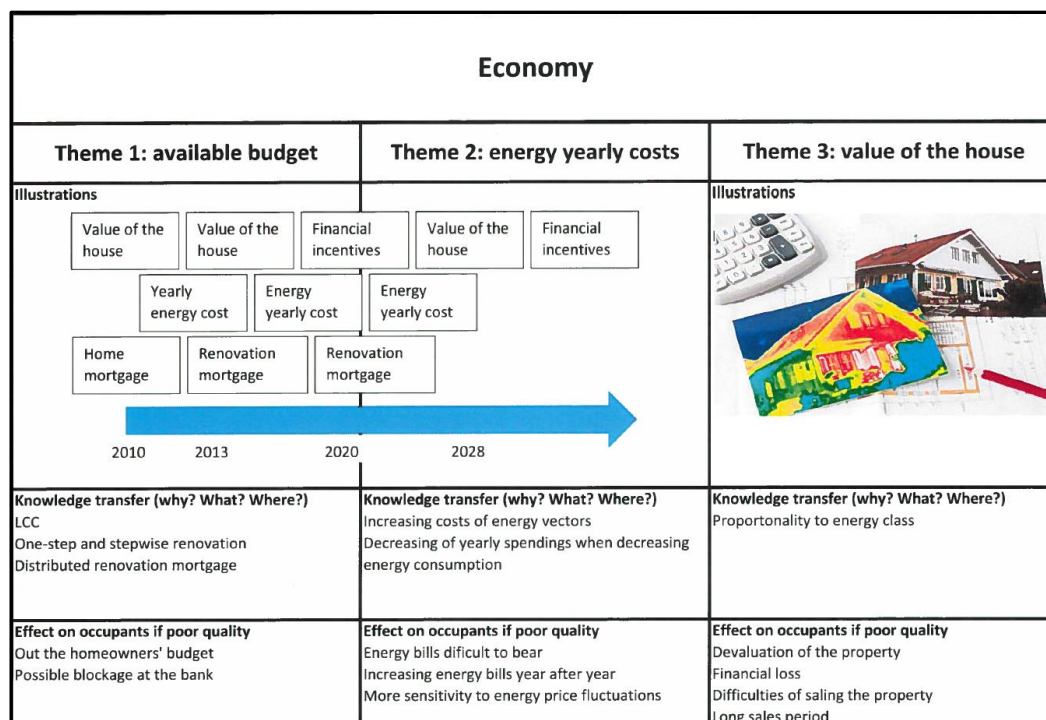 Economy
Theme 1: available budget
Theme 2: energy yearly costs
Theme 3: value of the house
Illustrations
Value of the
house
Value of the
house
Financial
incentives
Value of the
house
Financial
incentives
Yearly
energy cost
Energy
yearly cost
Energy
yearly cost
Home
mortgage
Renovation
mortgage
Renovation
mortgage
2010
2013
2020
2028
Illustrations
Knowledge transfer (why? What? Where?)
LCC
One-step and stepwise renovation
Distributed renovation mortgage
Knowledge transfer (why? What? Where?)
Increasing costs of energy vectors
Decreasing of yearly spendings when decreasing
energy consumption
Knowledge transfer (why? What? Where?)
Proportonality to energy class
Effect on occupants if poor quality
Out the homeowners' budget
Possible blockage at the bank
Effect on occupants if poor quality
Energy bills dificult to bear
Increasing energy bills year after year
More sensitivity to energy price fluctuations
Effect on occupants if poor quality
Devaluation of the property
Financial loss
Difficulties of saling the property
Long sales period